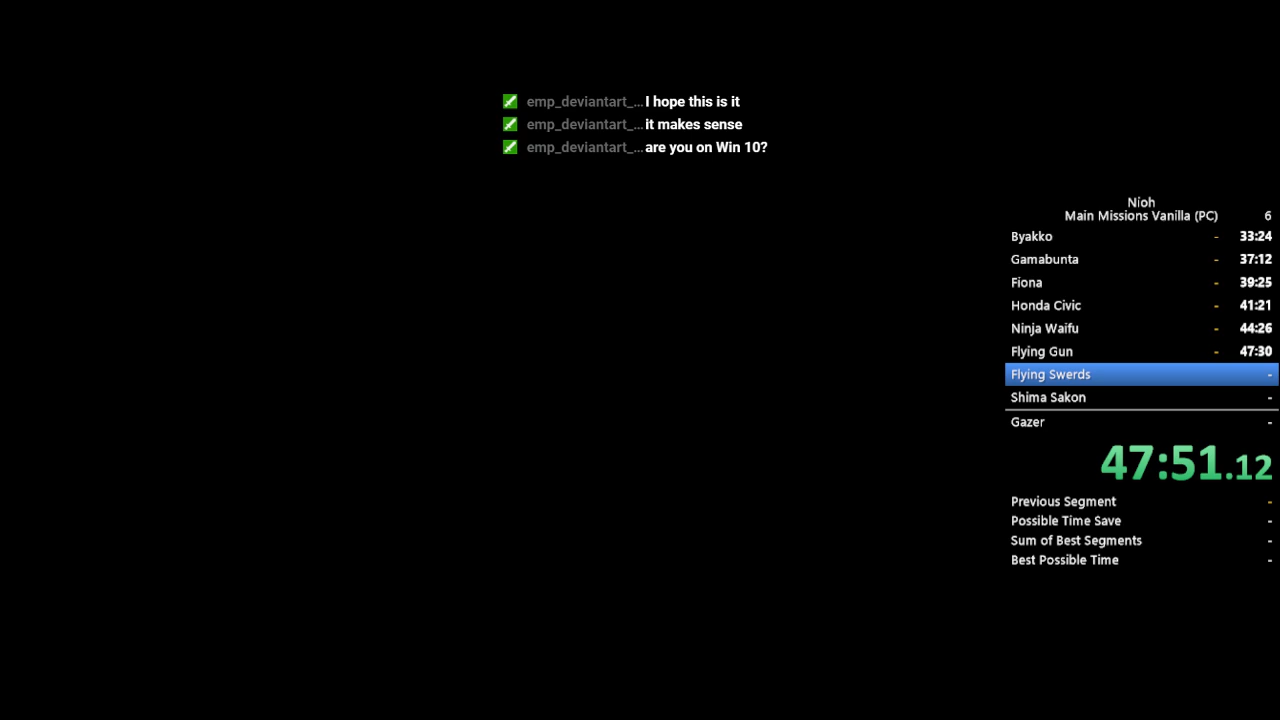 emp_deviantart_... I hope this is it
emp_deviantart_... it makes sense
emp_deviantart_... are you on Win 10?
Nioh
Main Missions Vanilla (PC) 6
Byakko - 33:24
Gamabunta - 37:12
Fiona - 39:25
Honda Civic - 41:21
Ninja Waifu - 44:26
Flying Gun - 47:30
Flying Swerds -
Shima Sakon -
Gazer -
47:51.12
Previous Segment -
Possible Time Save -
Sum of Best Segments -
Best Possible Time -